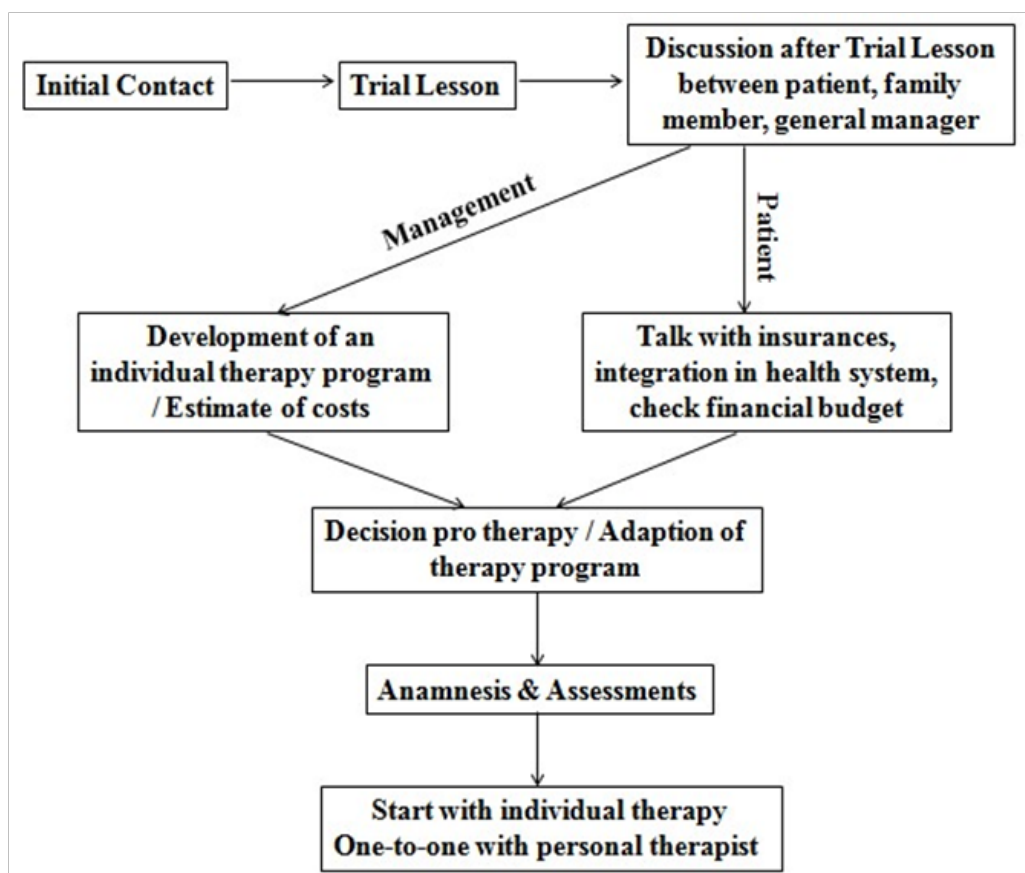 Initial Contact
Trial Lesson
Discussion after Trial Lesson
between patient, family
member, general manager
Management
Patient
Development of an
individual therapy program
/ Estimate of costs
Talk with insurances,
integration in health system,
check financial budget
Decision pro therapy / Adaption of
therapy program
Anamnesis & Assessments
Start with individual therapy
One-to-one with personal therapist